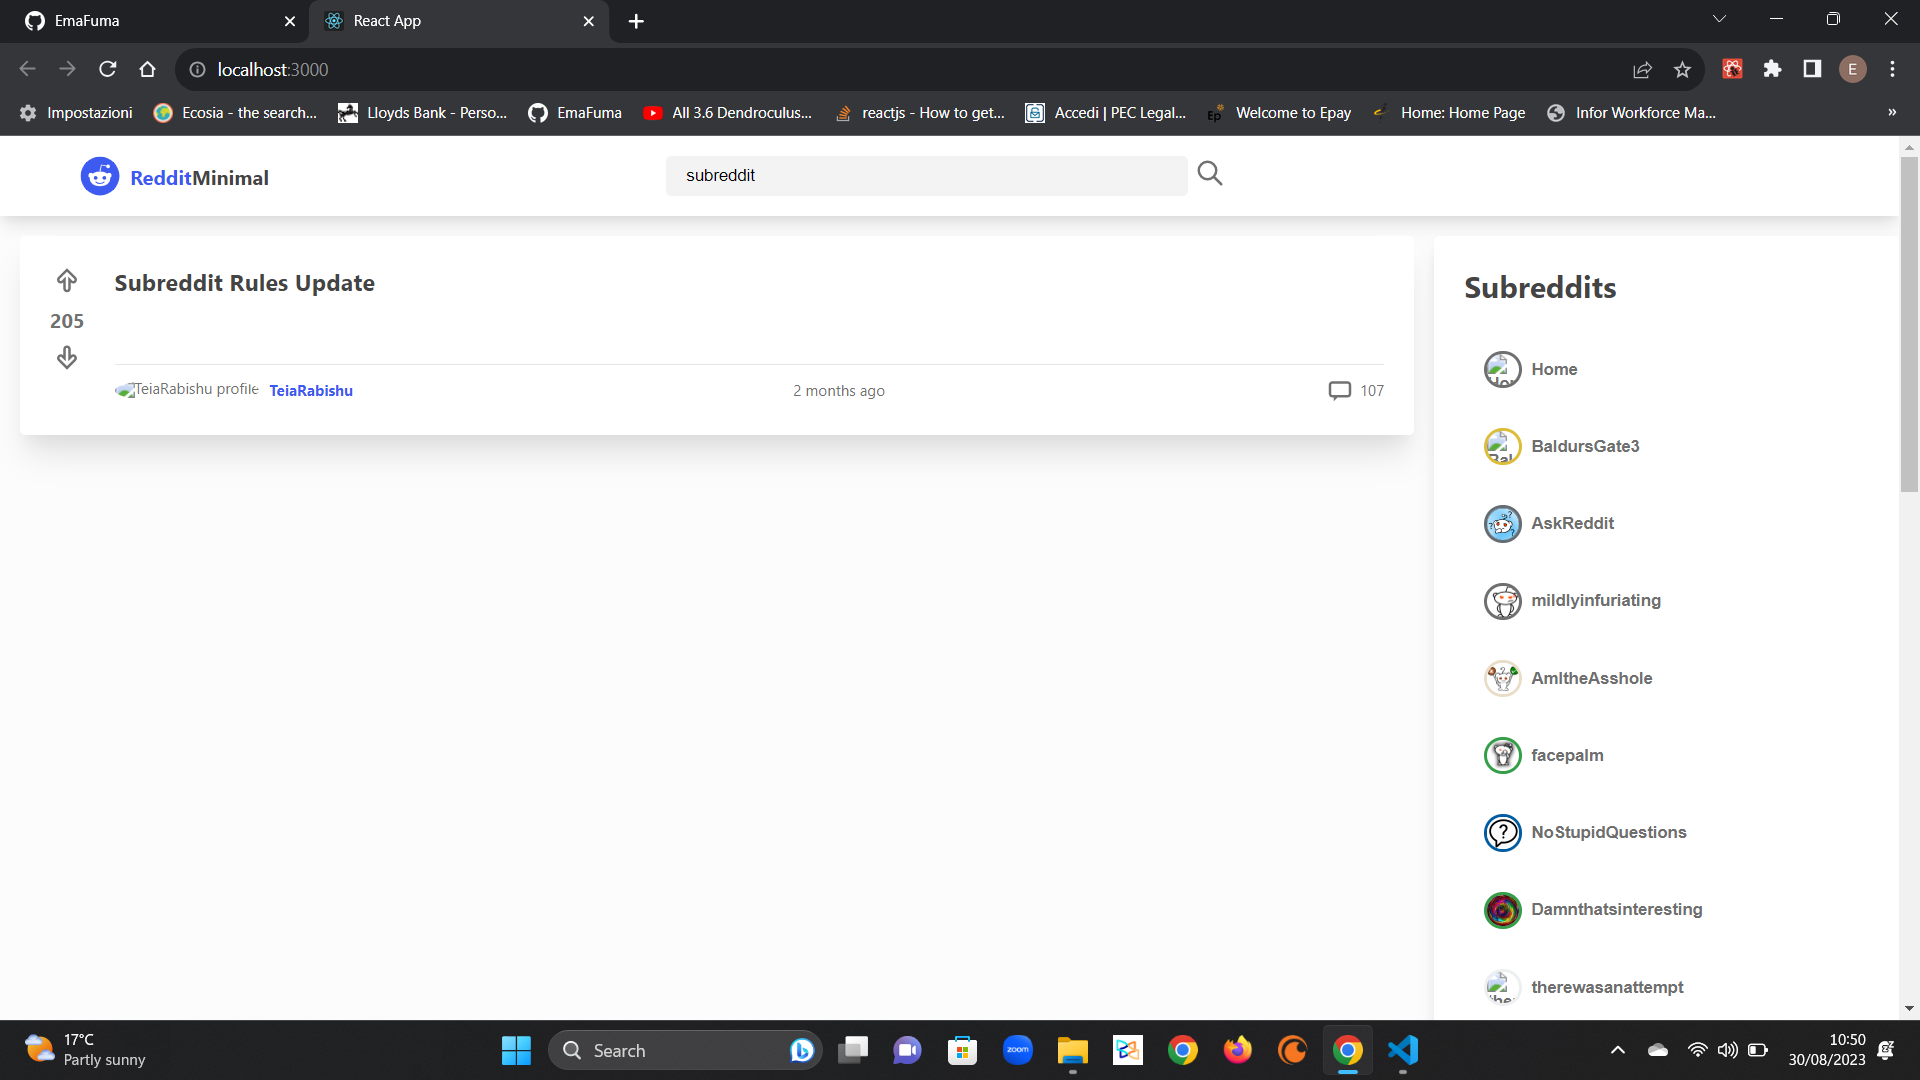 EmaFuma
React App
localhost:3000
E
Impostazioni
Ecosia - the search...
Lloyds Bank - Perso...
EmaFuma
All 3.6 Dendroculus...
reactjs - How to get...
Accedi | PEC Legal...
Ep
Welcome to Epay
Home: Home Page
Infor Workforce Ma...
»
RedditMinimal
subreddit
Subreddit Rules Update
205
TeiaRabishu profile
TeiaRabishu
2 months ago
107
Subreddits
Home
BaldursGate3
AskReddit
mildlyinfuriating
AmItheAsshole
facepalm
NoStupidQuestions
Damnthatsinteresting
therewasanattempt
17°C
Partly sunny
Search
zoom
10:50
30/08/2023